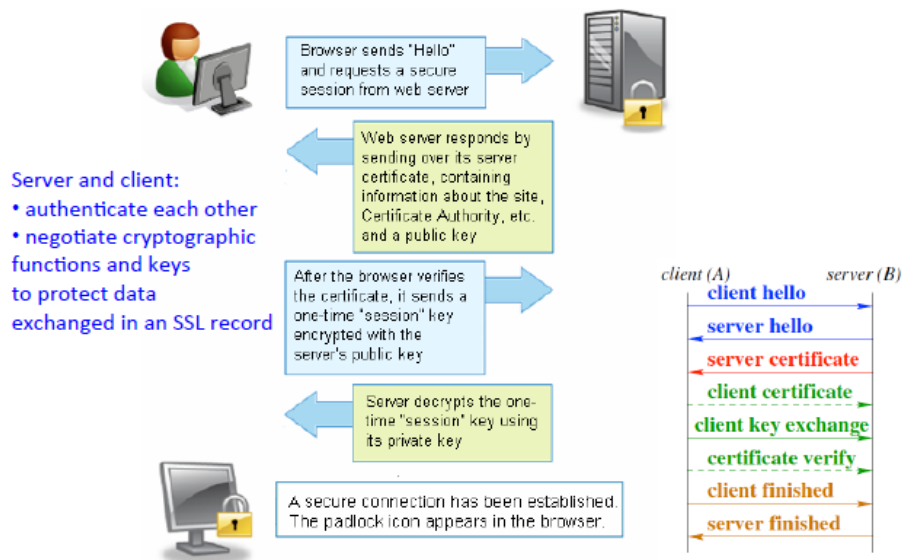 Browser sends "Hello"
and requests a secure
session from web server
Web server responds by
sending over its server
certificate, containing
information about the site,
Certificate Authority, etc.
and a public key
Server and client:
• authenticate each other
• negotiate cryptographic
functions and keys
to protect data
exchanged in an SSL record
After the browser verifies
the certificate, it sends a
one-time "session" key
encrypted with the
server's public key
Server decrypts the one-
time "session" key using
its private key
A secure connection has been established.
The padlock icon appears in the browser.
client (A) server (B)
client hello
server hello
server certificate
client certificate
client key exchange
certificate verify
client finished
server finished